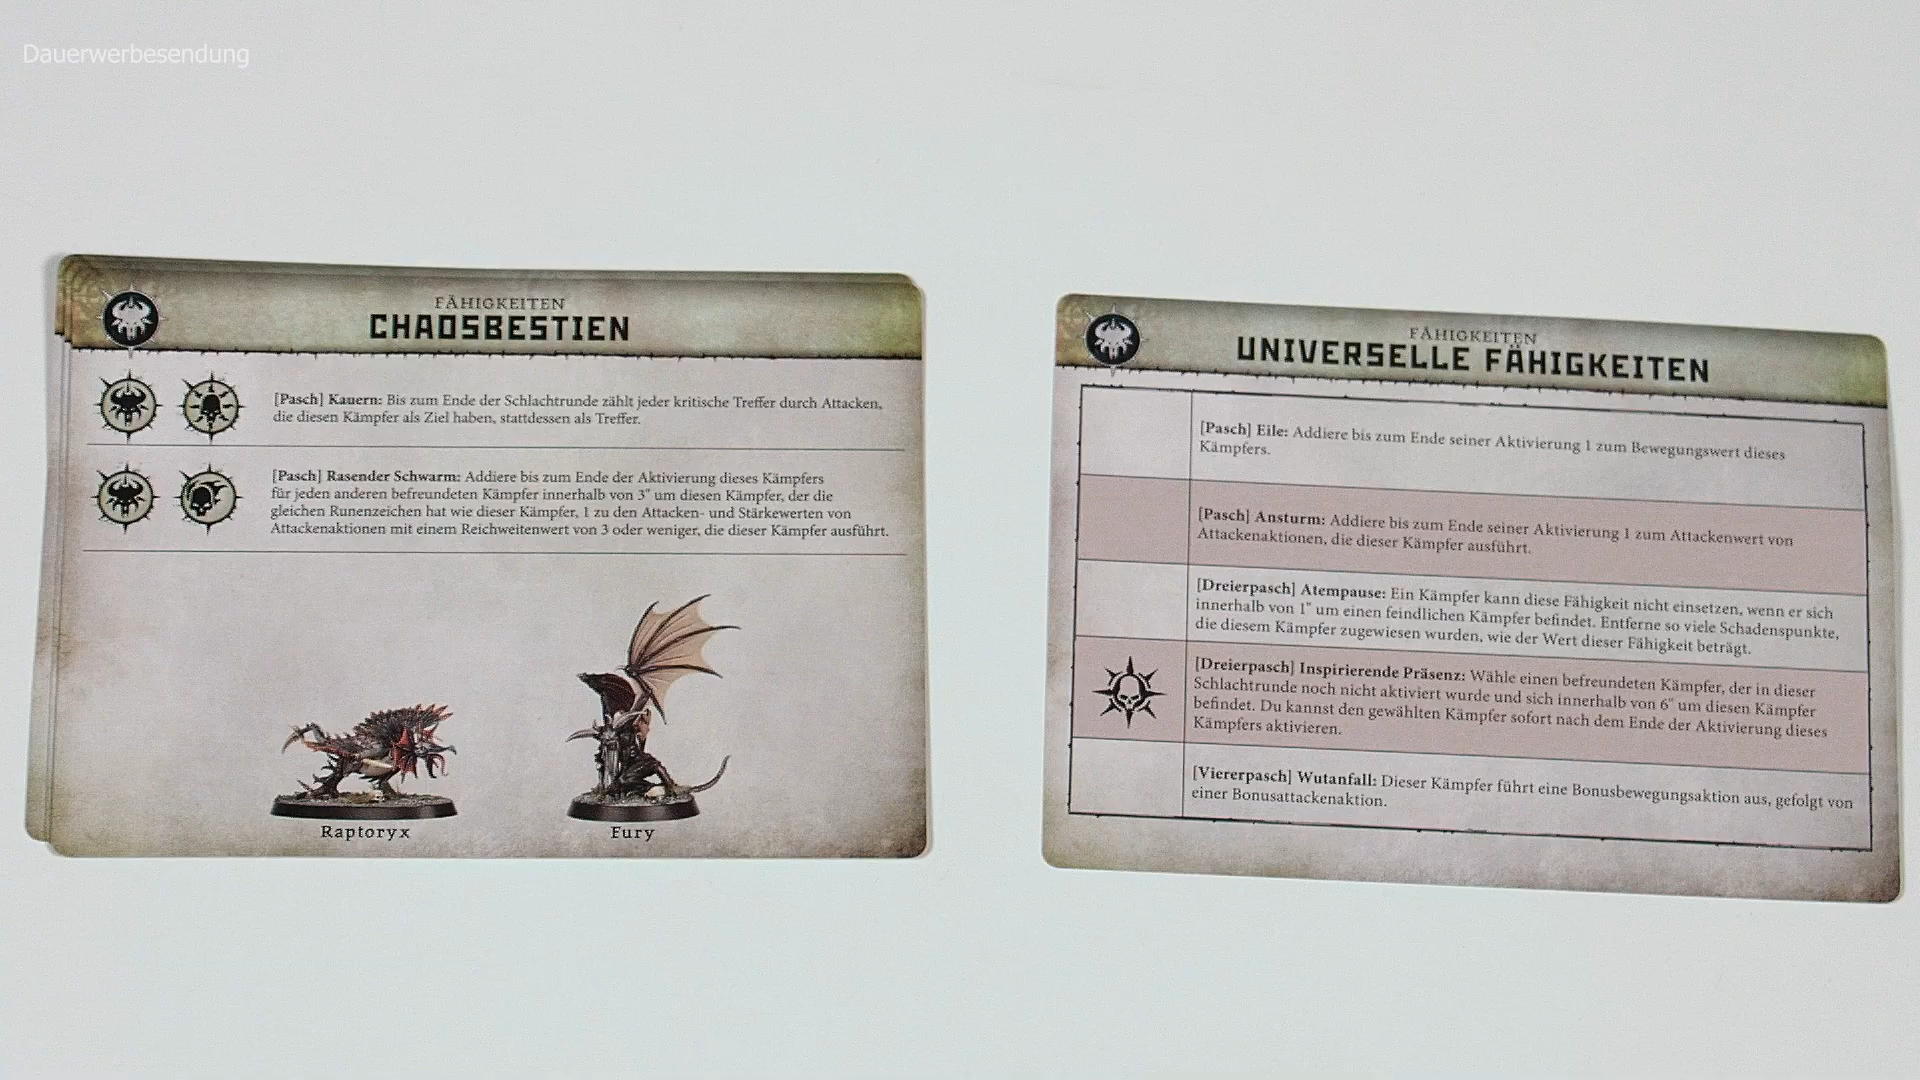 Dauerwerbesendung
FÄHIGKEITEN
CHAOSBESTIEN
[Pasch] Kauern: Bis zum Ende der Schlachtrunde zählt jeder kritische Treffer durch Attacken,
die diesen Kämpfer als Ziel haben, stattdessen als Treffer.
[Pasch] Rasender Schwarm: Addiere bis zum Ende der Aktivierung dieses Kämpfers
für jeden anderen befreundeten Kämpfer innerhalb von 3" um diesen Kämpfer, der die
gleichen Runenzeichen hat wie dieser Kämpfer, 1 zu den Attacken- und Stärkewerten von
Attackenaktionen mit einem Reichweitenwert von 3 oder weniger, die dieser Kämpfer ausführt.
Raptoryx
Fury
FÄHIGKEITEN
UNIVERSELLE FÄHIGKEITEN
[Pasch] Eile: Addiere bis zum Ende seiner Aktivierung 1 zum Bewegungswert dieses
Kämpfers.
[Pasch] Ansturm: Addiere bis zum Ende seiner Aktivierung 1 zum Attackenwert von
Attackenaktionen, die dieser Kämpfer ausführt.
[Dreierpasch] Atempause: Ein Kämpfer kann diese Fähigkeit nicht einsetzen, wenn er sich
innerhalb von 1" um einen feindlichen Kämpfer befindet. Entferne so viele Schadenspunkte,
die diesem Kämpfer zugewiesen wurden, wie der Wert dieser Fähigkeit beträgt.
[Dreierpasch] Inspirierende Präsenz: Wähle einen befreundeten Kämpfer, der in dieser
Schlachtrunde noch nicht aktiviert wurde und sich innerhalb von 6" um diesen Kämpfer
befindet. Du kannst den gewählten Kämpfer sofort nach dem Ende der Aktivierung dieses
Kämpfers aktivieren.
[Viererpasch] Wutanfall: Dieser Kämpfer führt eine Bonusbewegungsaktion aus, gefolgt von
einer Bonusattackenaktion.